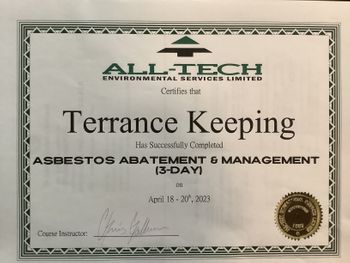 ALL-TECH
ENVIRONMENTAL SERVICES LIMITED
Certifies that
Terrance Keeping
Has Successfully Completed
ASBESTOS ABATEMENT & MANAGEMENT
(3-DAY)
on
April 18 - 20th, 2023
Course Instructor: